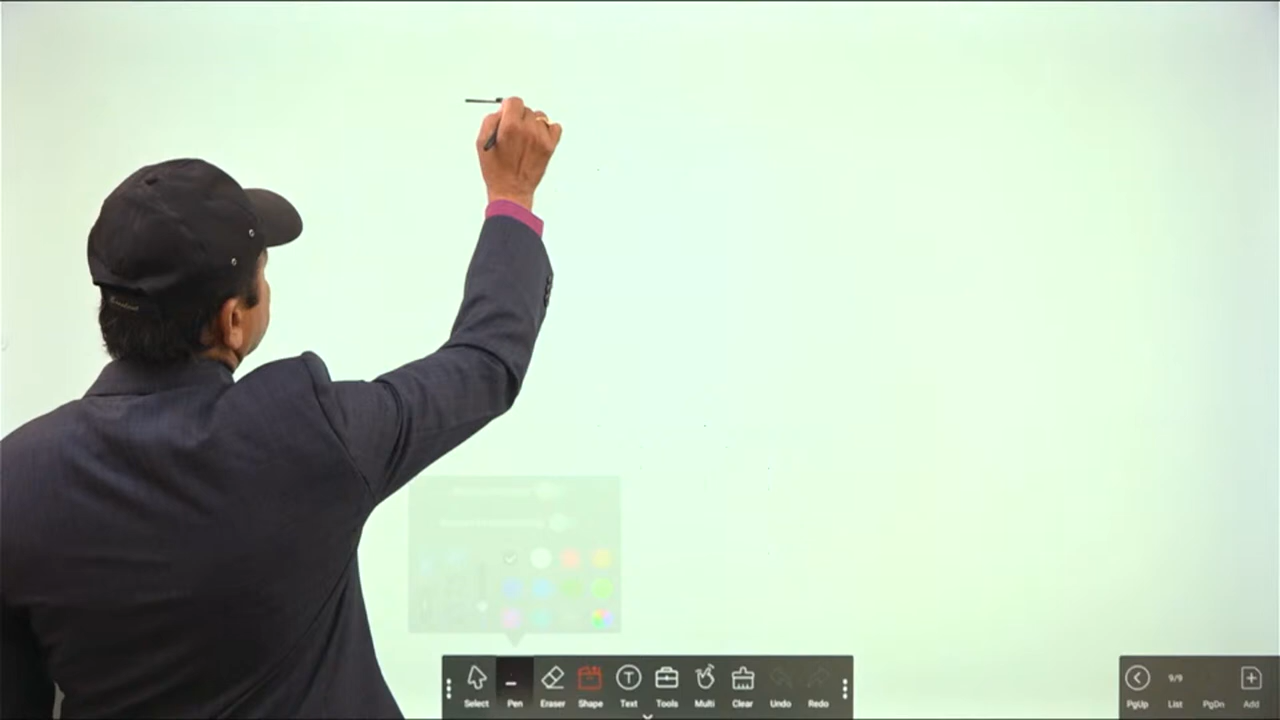 Select Pen Eraser Shape Text Tools Multi Clear Undo Redo
9/9
PgUp List PgDn Add